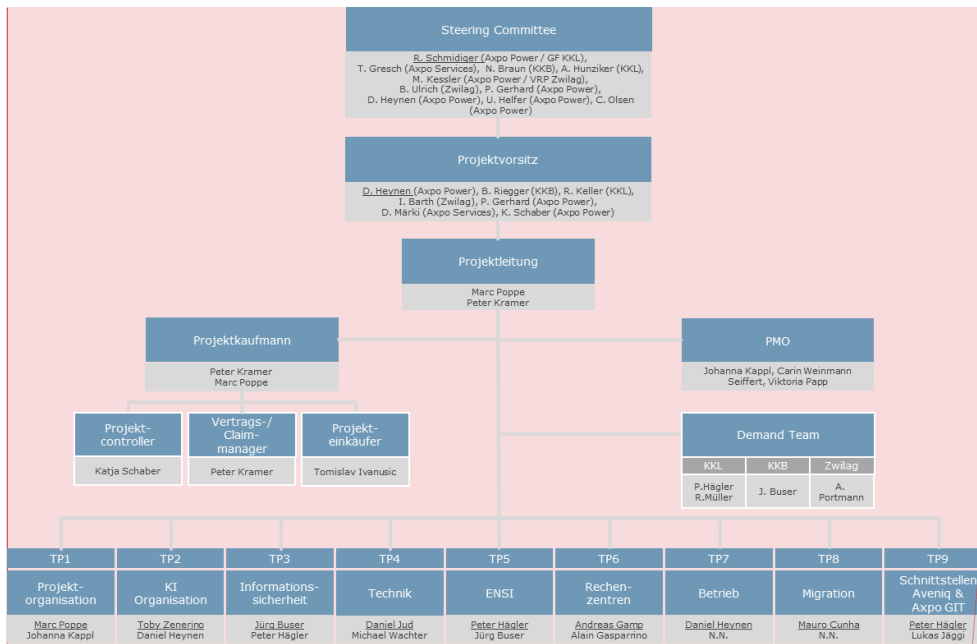 Steering Committee
R. Schmidiger (Axpo Power / GF KKL),
T. Gresch (Axpo Services), N. Braun (KKB), A. Hunziker (KKL),
M. Kessler (Axpo Power / VRP Zwilag),
B. Ulrich (Zwilag), P. Gerhard (Axpo Power),
D. Heynen (Axpo Power), U. Helfer (Axpo Power), C. Olsen
(Axpo Power)
Projektvorsitz
D. Heynen (Axpo Power), B. Riegger (KKB), R. Keller (KKL),
I. Barth (Zwilag), P. Gerhard (Axpo Power),
D. Märki (Axpo Services), K. Schaber (Axpo Power)
Projektleitung
Marc Poppe
Peter Kramer
Projektkaufmann
Peter Kramer
Marc Poppe
PMO
Johanna Kappl, Carin Weinmann
Seiffert, Viktoria Papp
Projekt-
controller
Katja Schaber
Vertrags-/
Claim-
manager
Peter Kramer
Projekt-
einkäufer
Tomislav Ivanusic
Demand Team
KKL
P.Hägler
R.Müller
KKB
J. Buser
Zwilag
A.
Portmann
TP1
Projekt-
organisation
Marc Poppe
Johanna Kappl
TP2
KI
Organisation
Toby Zenerino
Daniel Heynen
TP3
Informations-
sicherheit
Jürg Buser
Peter Hägler
TP4
Technik
Daniel Jud
Michael Wachter
TP5
ENSI
Peter Hägler
Jürg Buser
TP6
Rechen-
zentren
Andreas Gamp
Alain Gasparrino
TP7
Betrieb
Daniel Heynen
N.N.
TP8
Migration
Mauro Cunha
N.N.
TP9
Schnittstellen
Aveniq &
Axpo GIT
Peter Hägler
Lukas Jäggi